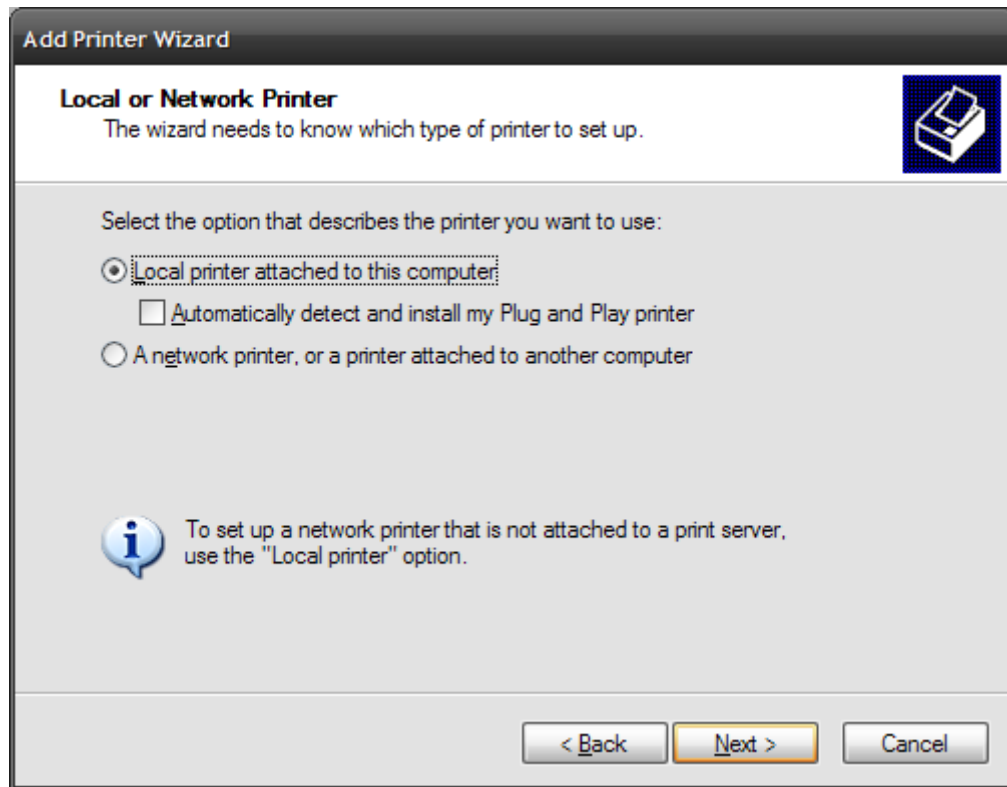 Add Printer Wizard
Local or Network Printer
The wizard needs to know which type of printer to set up.
Select the option that describes the printer you want to use:
Local printer attached to this computer
Automatically detect and install my Plug and Play printer
A network printer, or a printer attached to another computer
To set up a network printer that is not attached to a print server,
use the "Local printer" option.
< Back
Next >
Cancel